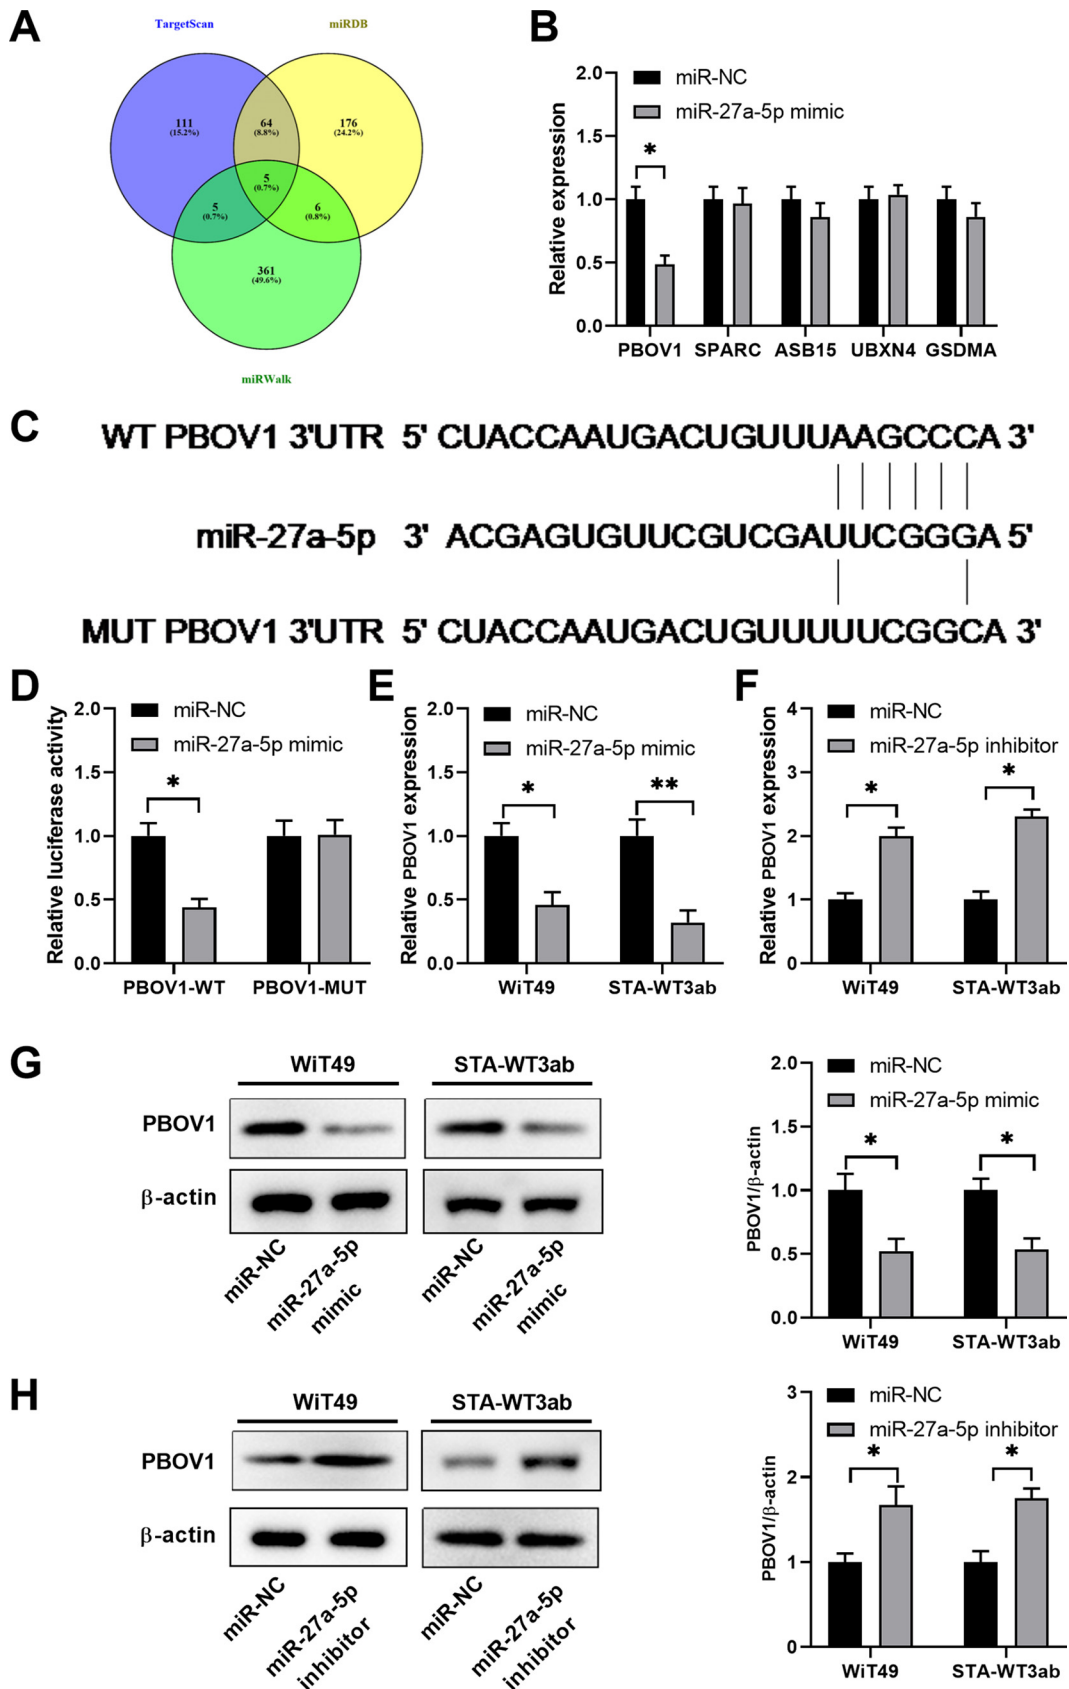 A
TargetScan
miRDB
111
(15.2%)
64
(8.8%)
176
(24.2%)
5
(0.7%)
5
(0.7%)
6
(0.8%)
361
(49.6%)
miRWalk
B
miR-NC
miR-27a-5p mimic
Relative expression
2.0
1.5
1.0
0.5
0.0
*
PBOV1 SPARC ASB15 UBXN4 GSDMA
C
WT PBOV1 3'UTR 5' CUACCAAUGACUGUUUAAGCCCA 3'
miR-27a-5p 3' ACGAGUGUUCGUCGAUUCGGGA 5'
MUT PBOV1 3'UTR 5' CUACCAAUGACUGUUUUUCGGCA 3'
D
miR-NC
miR-27a-5p mimic
Relative luciferase activity
2.0
1.5
1.0
0.5
0.0
*
PBOV1-WT PBOV1-MUT
E
miR-NC
miR-27a-5p mimic
Relative PBOV1 expression
2.0
1.5
1.0
0.5
0.0
*
**
WiT49 STA-WT3ab
F
miR-NC
miR-27a-5p inhibitor
Relative PBOV1 expression
4
3
2
1
0
*
*
WiT49 STA-WT3ab
G
WiT49 STA-WT3ab
PBOV1
β-actin
miR-NC
miR-27a-5p
mimic
miR-NC
miR-27a-5p
mimic
miR-NC
miR-27a-5p mimic
PBOV1/β-actin
2.0
1.5
1.0
0.5
0.0
*
*
WiT49 STA-WT3ab
H
WiT49 STA-WT3ab
PBOV1
β-actin
miR-NC
miR-27a-5p
inhibitor
miR-NC
miR-27a-5p
inhibitor
miR-NC
miR-27a-5p inhibitor
PBOV1/β-actin
3
2
1
0
*
*
WiT49 STA-WT3ab